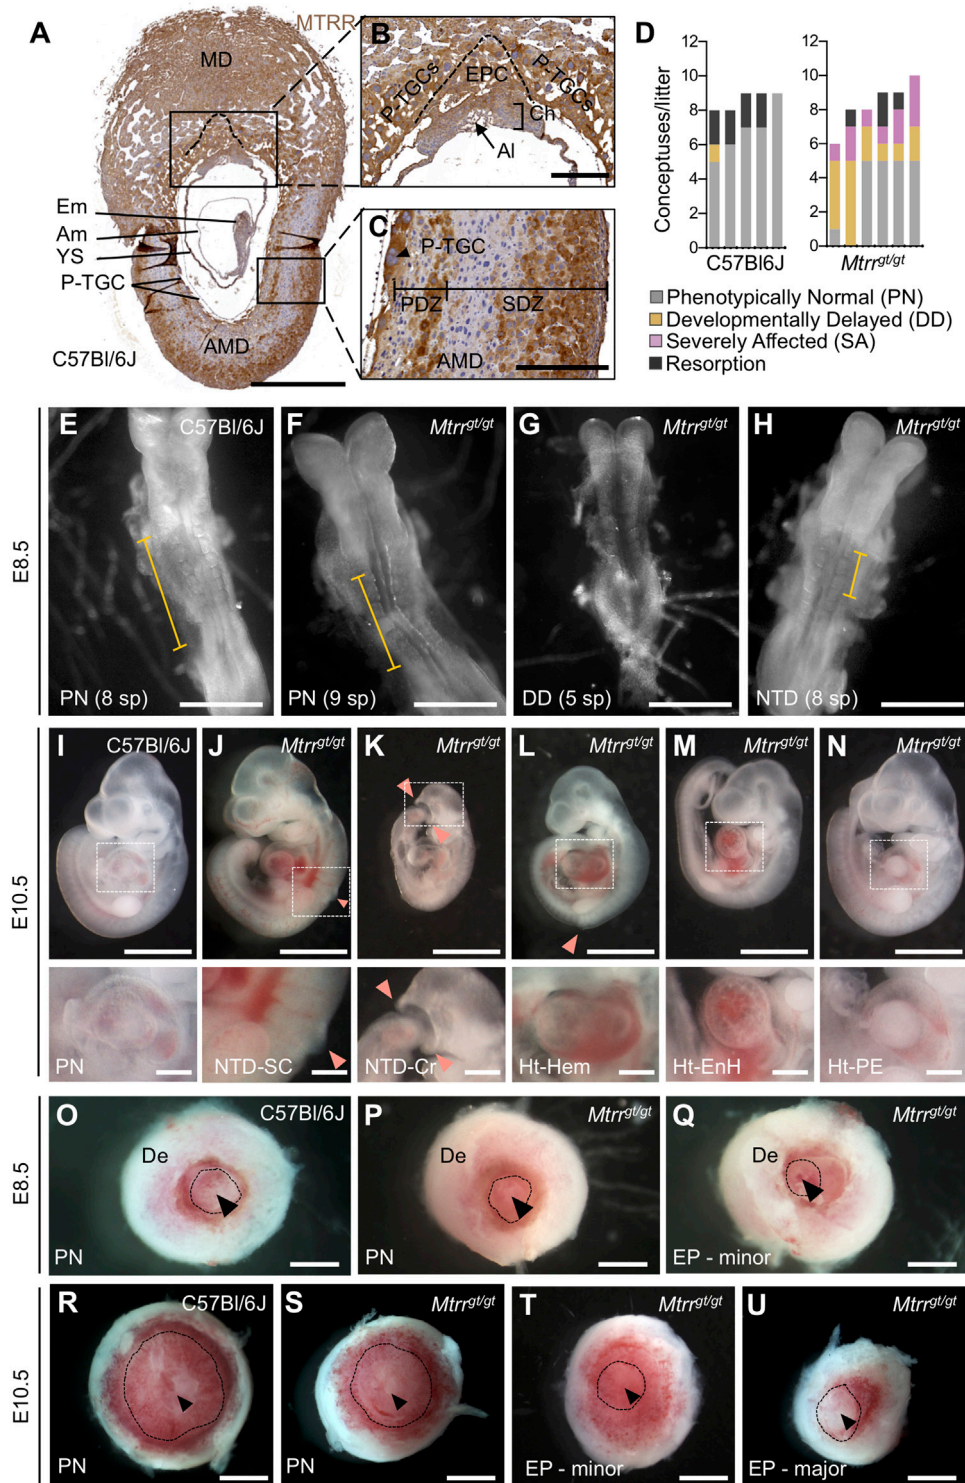 A
MTRR
MD
Em
Am
YS
P-TGC
AMD
C57Bl/6J
B
P-TGCs
EPC
P-TGCs
Ch
Al
C
P-TGC
PDZ
SDZ
AMD
D
Conceptuses/litter
12
10
8
6
4
2
0
C57Bl6J
12
10
8
6
4
2
0
Mtrrgt/gt
Phenotypically Normal (PN)
Developmentally Delayed (DD)
Severely Affected (SA)
Resorption
E8.5
E
C57Bl/6J
PN (8 sp)
F
Mtrrgt/gt
PN (9 sp)
G
Mtrrgt/gt
DD (5 sp)
H
Mtrrgt/gt
NTD (8 sp)
E10.5
I
C57Bl/6J
PN
J
Mtrrgt/gt
NTD-SC
K
Mtrrgt/gt
NTD-Cr
L
Mtrrgt/gt
Ht-Hem
M
Mtrrgt/gt
Ht-EnH
N
Mtrrgt/gt
Ht-PE
E8.5
O
C57Bl/6J
De
PN
P
Mtrrgt/gt
De
PN
Q
Mtrrgt/gt
De
EP - minor
E10.5
R
C57Bl/6J
PN
S
Mtrrgt/gt
PN
T
Mtrrgt/gt
EP - minor
U
Mtrrgt/gt
EP - major